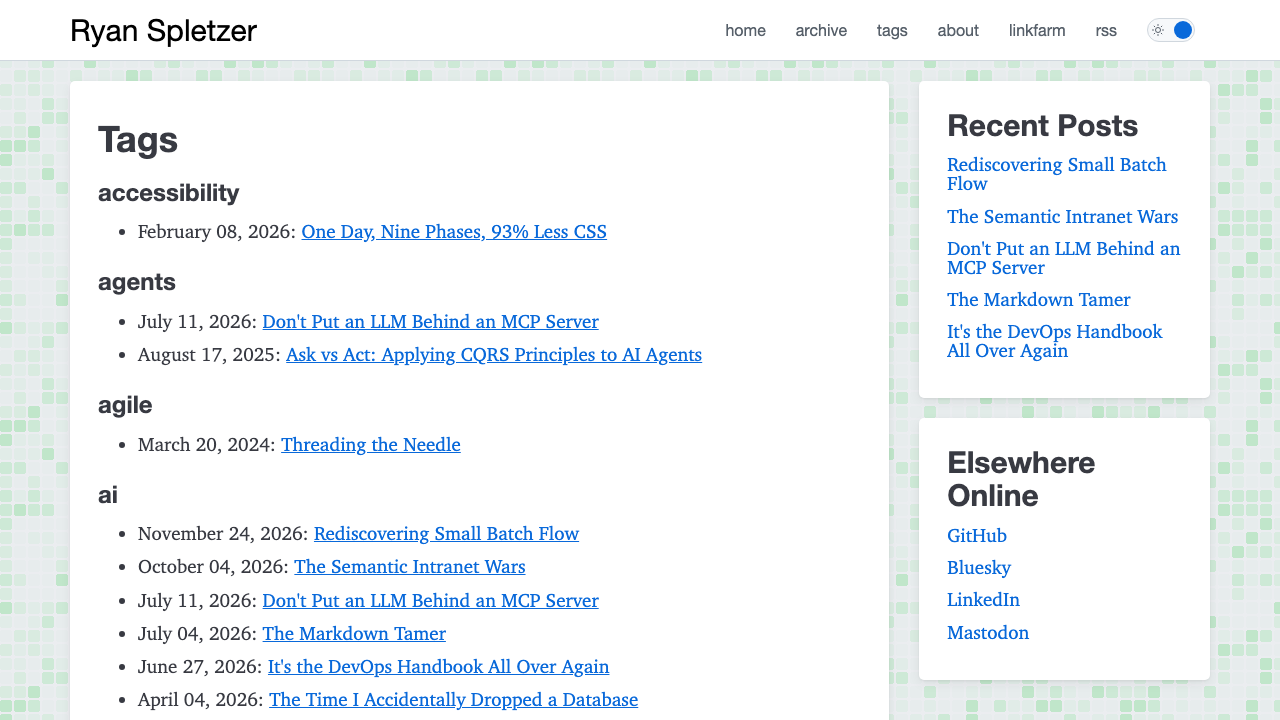 Ryan Spletzer
home archive tags about linkfarm rss
Tags
accessibility
February 08, 2026: One Day, Nine Phases, 93% Less CSS
agents
July 11, 2026: Don't Put an LLM Behind an MCP Server
August 17, 2025: Ask vs Act: Applying CQRS Principles to AI Agents
agile
March 20, 2024: Threading the Needle
ai
November 24, 2026: Rediscovering Small Batch Flow
October 04, 2026: The Semantic Intranet Wars
July 11, 2026: Don't Put an LLM Behind an MCP Server
July 04, 2026: The Markdown Tamer
June 27, 2026: It's the DevOps Handbook All Over Again
April 04, 2026: The Time I Accidentally Dropped a Database
Recent Posts
Rediscovering Small Batch
Flow
The Semantic Intranet Wars
Don't Put an LLM Behind an
MCP Server
The Markdown Tamer
It's the DevOps Handbook
All Over Again
Elsewhere
Online
GitHub
Bluesky
LinkedIn
Mastodon